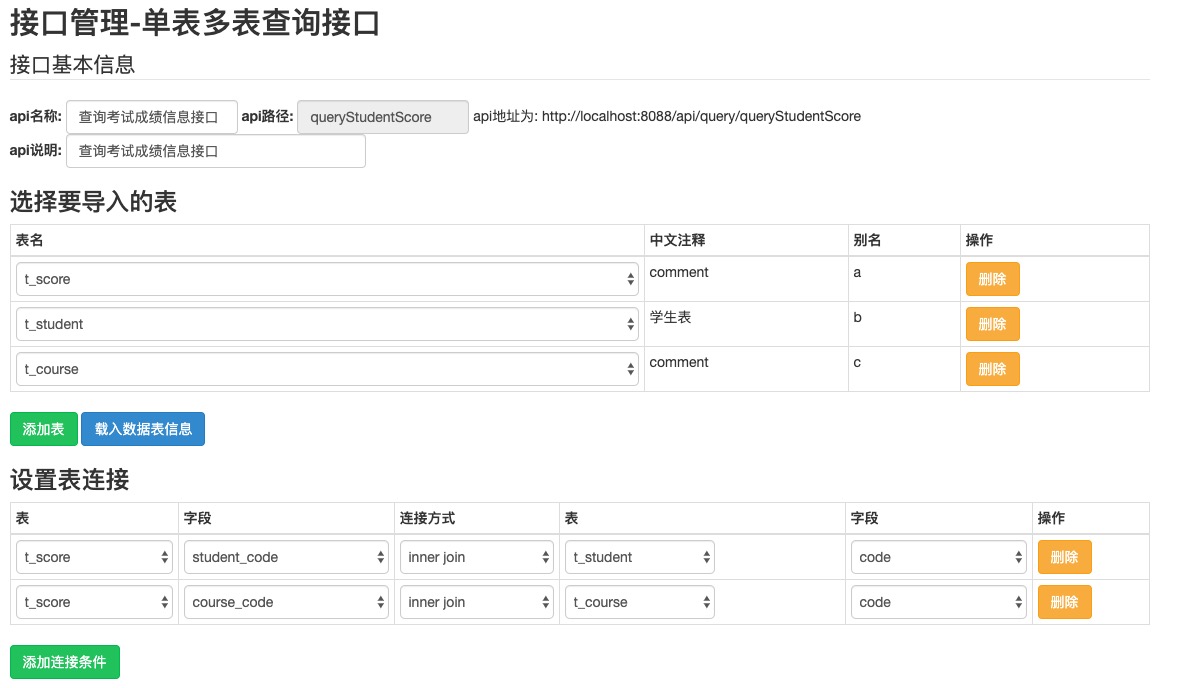 接口管理-单表多表查询接口
接口基本信息
api名称: 查询考试成绩信息接口 api路径: queryStudentScore api地址为: http://localhost:8088/api/query/queryStudentScore
api说明: 查询考试成绩信息接口
选择要导入的表
表名 中文注释 别名 操作
t_score comment a 删除
t_student 学生表 b 删除
t_course comment c 删除
添加表 载入数据表信息
设置表连接
表 字段 连接方式 表 字段 操作
t_score student_code inner join t_student code 删除
t_score course_code inner join t_course code 删除
添加连接条件